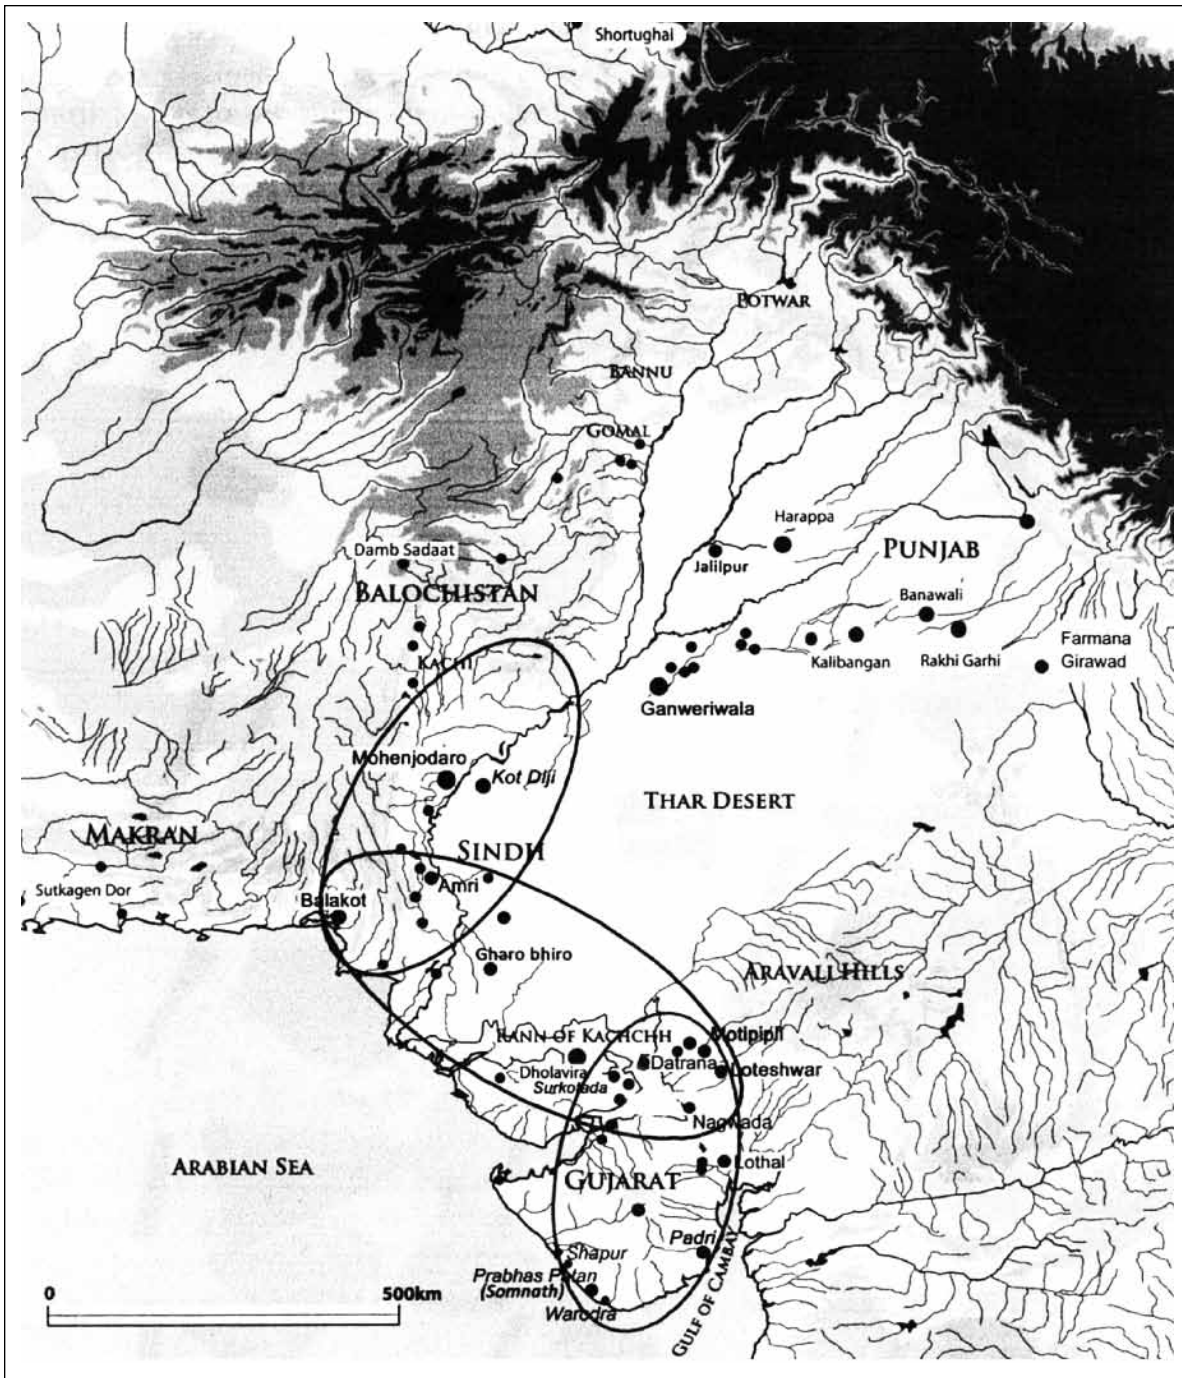 Shortughai
POTWAR
BANNU
GOMAL
Harappa
PUNJAB
Damb Sadaat
Jalilpur
BALOCHISTAN
Banawali
Farmana
Girawad
Kalibangan
Rakhi Garhi
KACHI
Ganweriwala
Mohenjodaro
Kot Diji
THAR DESERT
MAKRAN
SINDH
Sutkagen Dor
Amri
Balakot
Gharo bhiro
ARAVALLI HILLS
RANN OF KACHCHH
Motipipli
Datrana
Loteshwar
Dholavira
Surkotada
Nagwada
ARABIAN SEA
Lothal
GUJARAT
Padri
Shapur
Prabhas Patan
(Somnath)
Warodra
GULF OF CAMBAY
0 500km